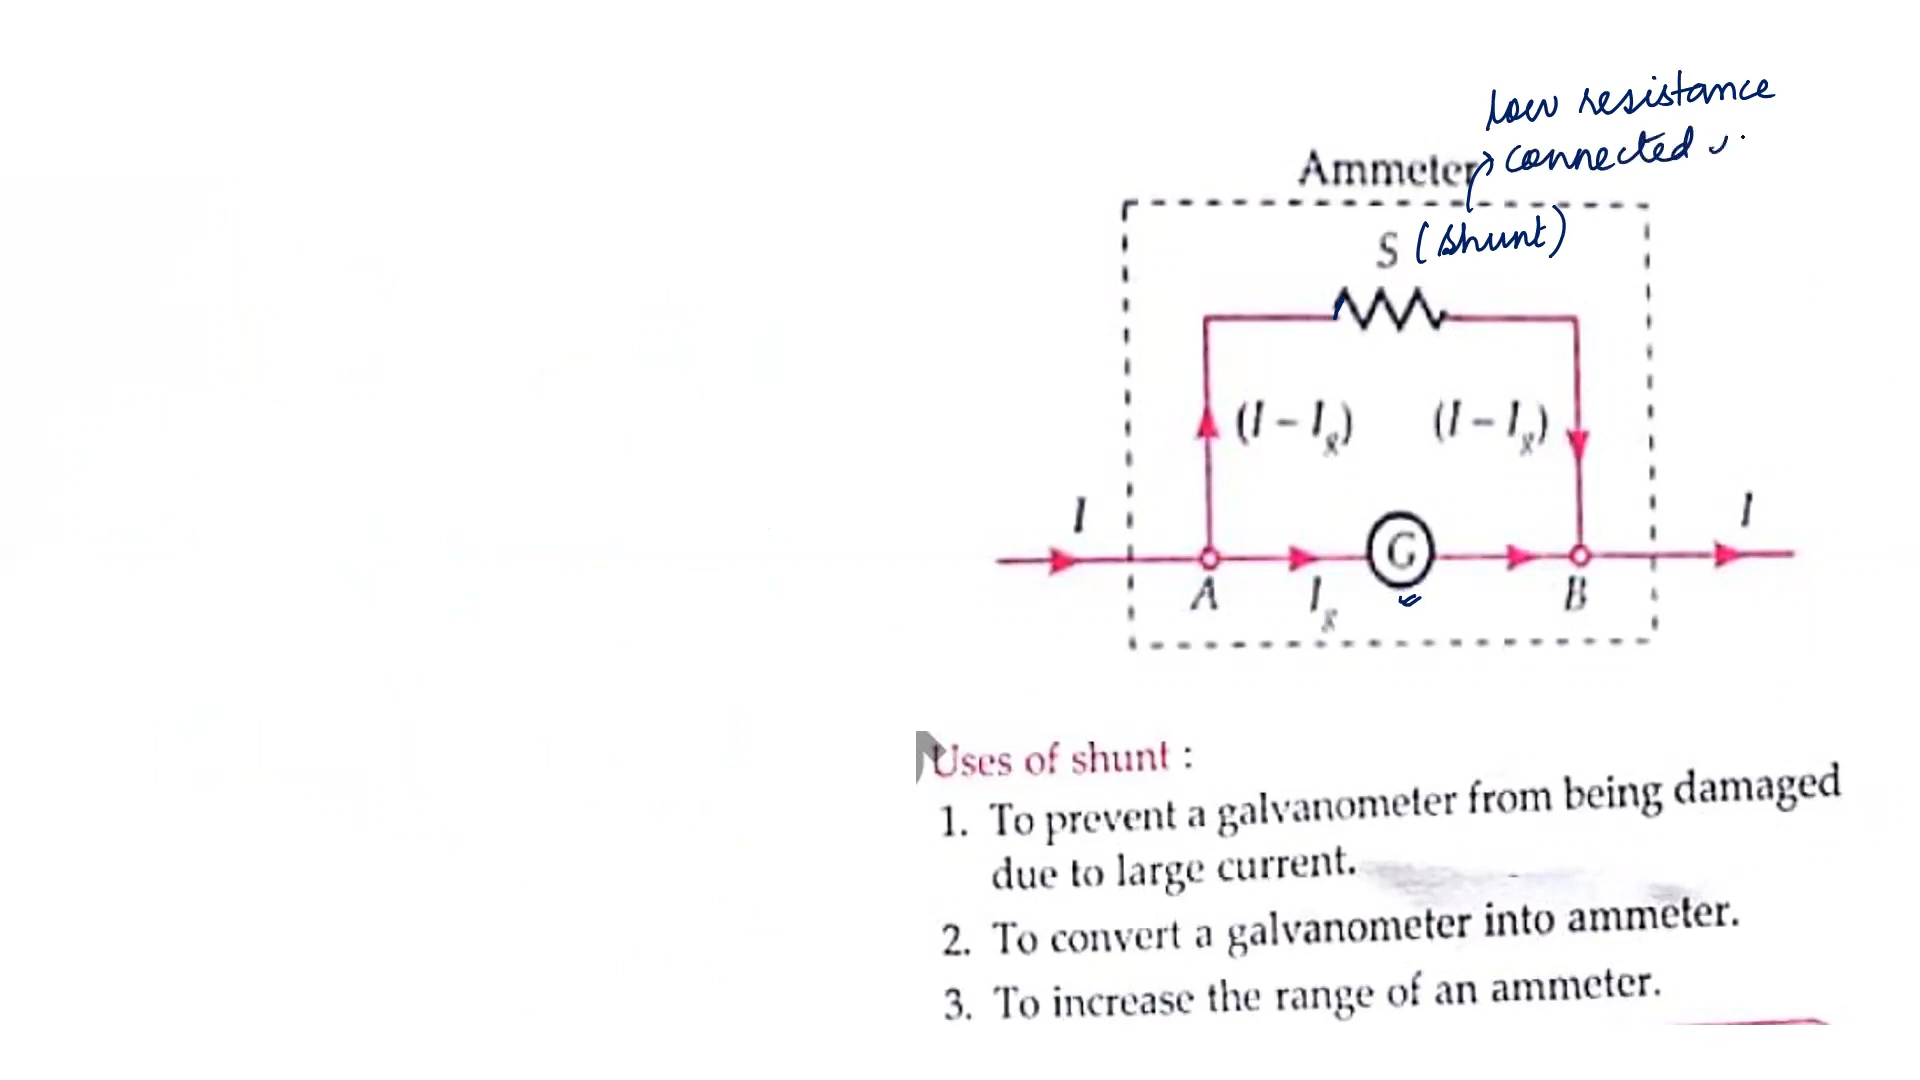 low resistance
connected
Ammeter
S (shunt)
(I – Ig) (I – Ig)
I I
G
A Ig B
Uses of shunt :
1. To prevent a galvanometer from being damaged
due to large current.
2. To convert a galvanometer into ammeter.
3. To increase the range of an ammeter.